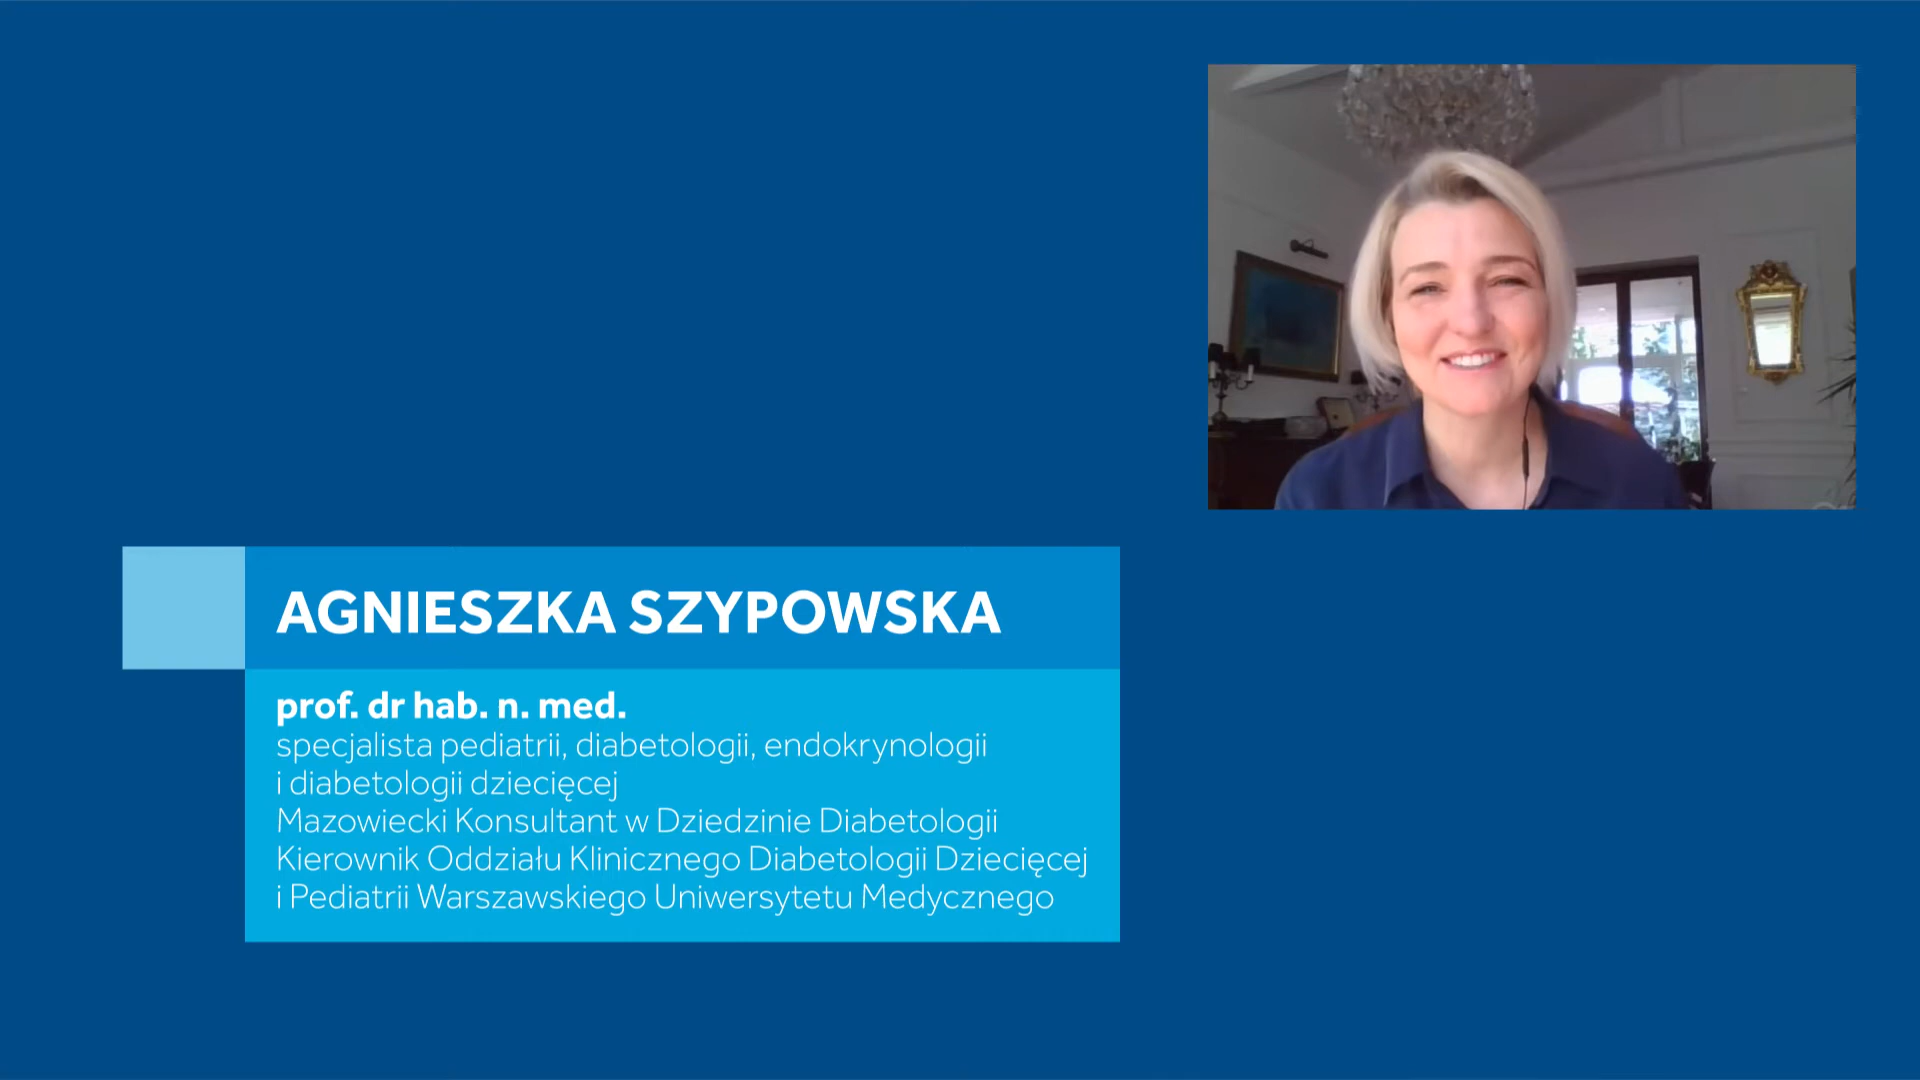 AGNIESZKA SZYPOWSKA
prof. dr hab. n. med.
specjalista pediatrii, diabetologii, endokrynologii
i diabetologii dziecięcej
Mazowiecki Konsultant w Dziedzinie Diabetologii
Kierownik Oddziału Klinicznego Diabetologii Dziecięcej
i Pediatrii Warszawskiego Uniwersytetu Medycznego